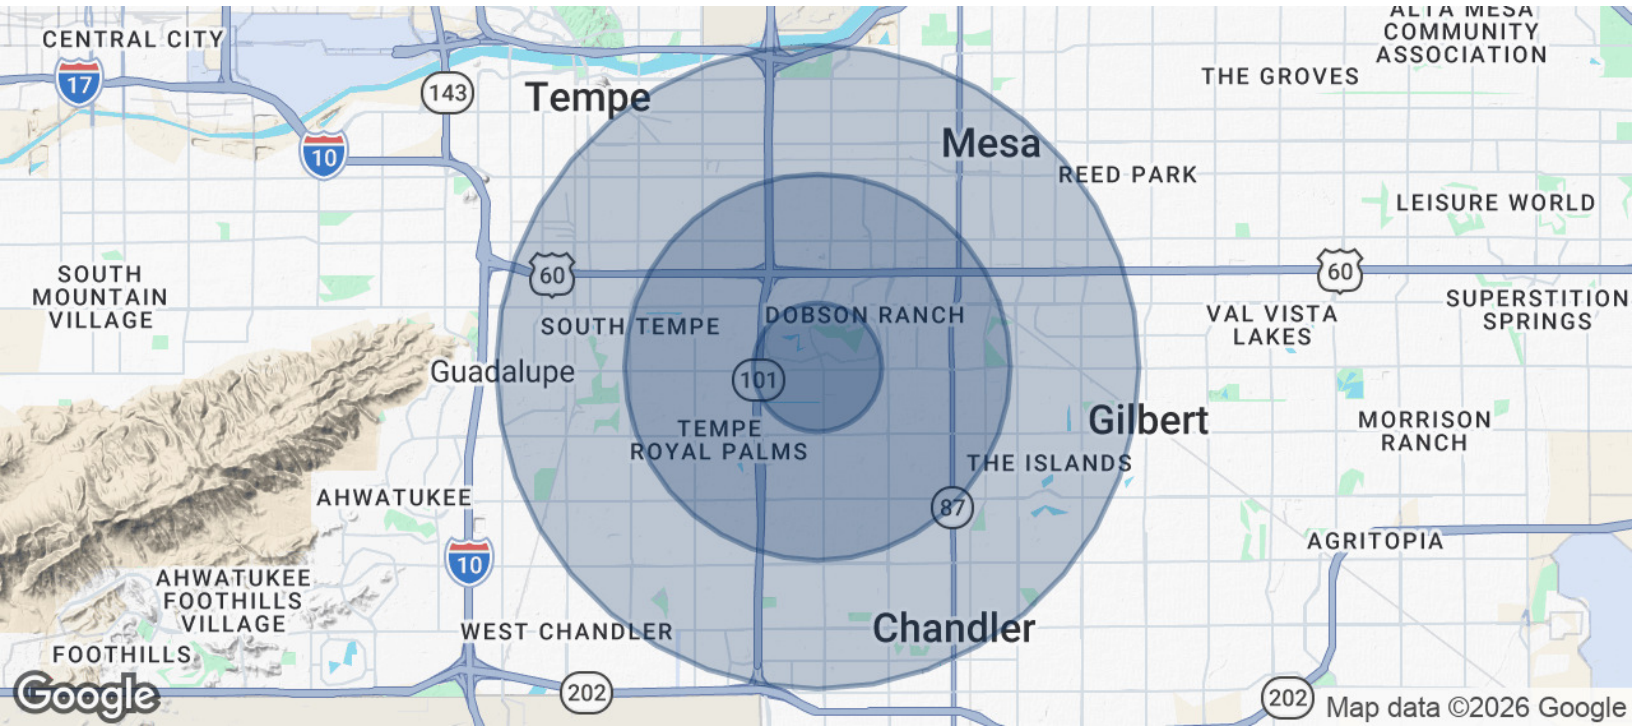 ALTA MESA
COMMUNITY
ASSOCIATION
CENTRAL CITY
17
143
Tempe
THE GROVES
10
Mesa
REED PARK
LEISURE WORLD
60
60
SOUTH
MOUNTAIN
VILLAGE
SOUTH TEMPE
DOBSON RANCH
VAL VISTA
LAKES
SUPERSTITION
SPRINGS
Guadalupe
101
TEMPE
ROYAL PALMS
Gilbert
MORRISON
RANCH
THE ISLANDS
AHWATUKEE
87
AGRITOPIA
10
AHWATUKEE
FOOTHILLS
VILLAGE
WEST CHANDLER
Chandler
FOOTHILLS
202
202
Google
Map data ©2026 Google